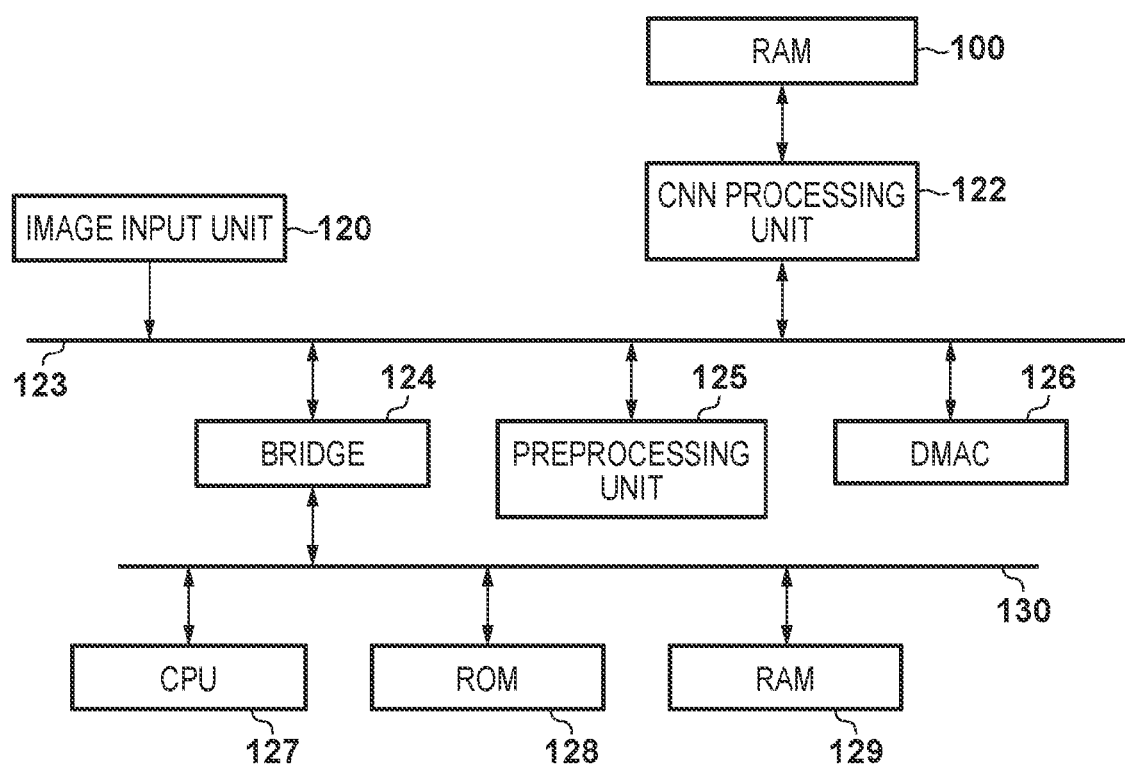 RAM
100
CNN PROCESSING
UNIT
122
IMAGE INPUT UNIT
120
123
124
BRIDGE
125
PREPROCESSING
UNIT
126
DMAC
130
CPU
127
ROM
128
RAM
129